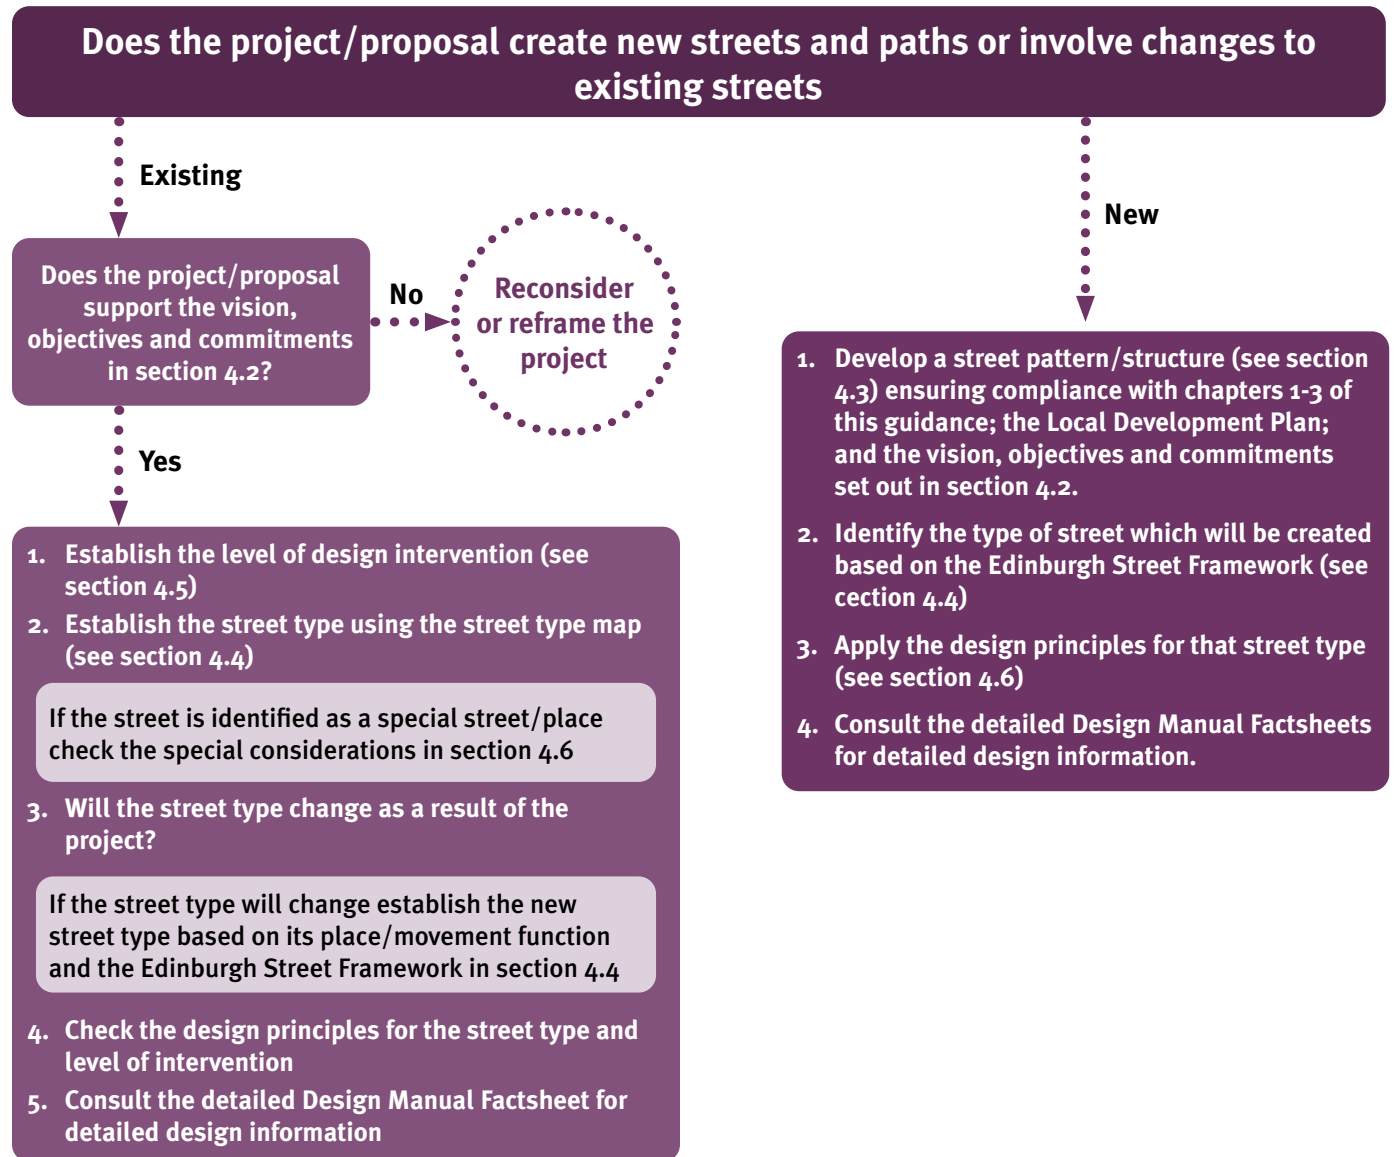 Does the project/proposal create new streets and paths or involve changes to
existing streets
Existing
New
Does the project/proposal
support the vision,
objectives and commitments
in section 4.2?
No
Reconsider
or reframe the
project
Yes
1. Establish the level of design intervention (see
section 4.5)
2. Establish the street type using the street type map
(see section 4.4)
If the street is identified as a special street/place
check the special considerations in section 4.6
3. Will the street type change as a result of the
project?
If the street type will change establish the new
street type based on its place/movement function
and the Edinburgh Street Framework in section 4.4
4. Check the design principles for the street type and
level of intervention
5. Consult the detailed Design Manual Factsheet for
detailed design information
1. Develop a street pattern/structure (see section
4.3) ensuring compliance with chapters 1-3 of
this guidance; the Local Development Plan;
and the vision, objectives and commitments
set out in section 4.2.
2. Identify the type of street which will be created
based on the Edinburgh Street Framework (see
cection 4.4)
3. Apply the design principles for that street type
(see section 4.6)
4. Consult the detailed Design Manual Factsheets
for detailed design information.